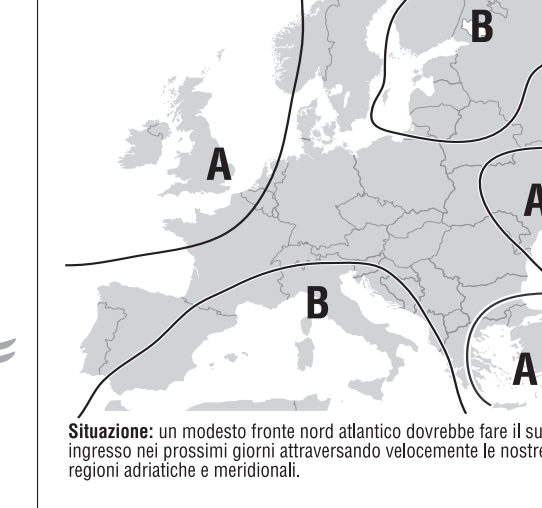 B
A
A
B
A
Situazione: un modesto fronte nord atlantico dovrebbe fare il
ingresso nei prossimi giorni attraversando velocemente le
regioni adriatiche e meridionali.